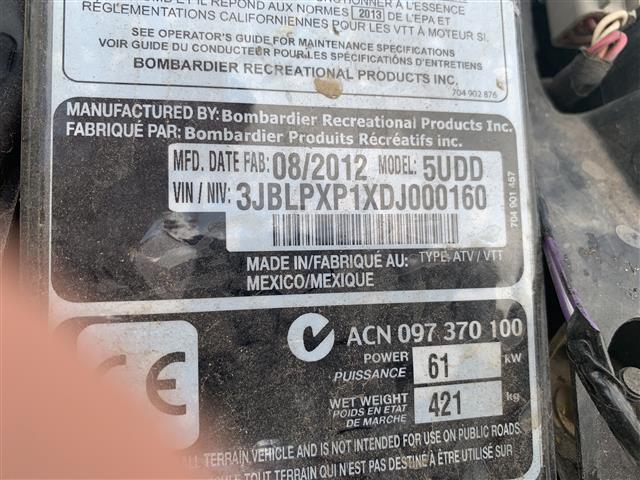 ET IL REPOND AUX NORMES 2013 DE L'EPA ET
RÉGLEMENTATIONS CALIFORNIENNES POUR LES VTT À MOTEUR SI.
SEE OPERATOR'S GUIDE FOR MAINTENANCE SPECIFICATIONS
VOIR GUIDE DU CONDUCTEUR POUR LES SPÉCIFICATIONS D'ENTRETIENS
BOMBARDIER RECREATIONAL PRODUCTS INC.
704 902 876
MANUFACTURED BY: Bombardier Recreational Products Inc.
FABRIQUÉ PAR: Bombardier Produits Récréatifs inc.
MFD. DATE FAB: 08/2012 MODEL: 5UDD
VIN / NIV: 3JBLPXP1XDJ000160
704 901 457
MADE IN/FABRIQUÉ AU: TYPE: ATV / VTT
MEXICO/MEXIQUE
CE
ACN 097 370 100
POWER
PUISSANCE 61 kW
WET WEIGHT
POIDS EN ÉTAT
DE MARCHE 421 kg
ALL TERRAIN VEHICLE AND IS NOT INTENDED FOR USE ON PUBLIC ROADS.
VÉHICULE TOUT TERRAIN QUI N'EST PAS